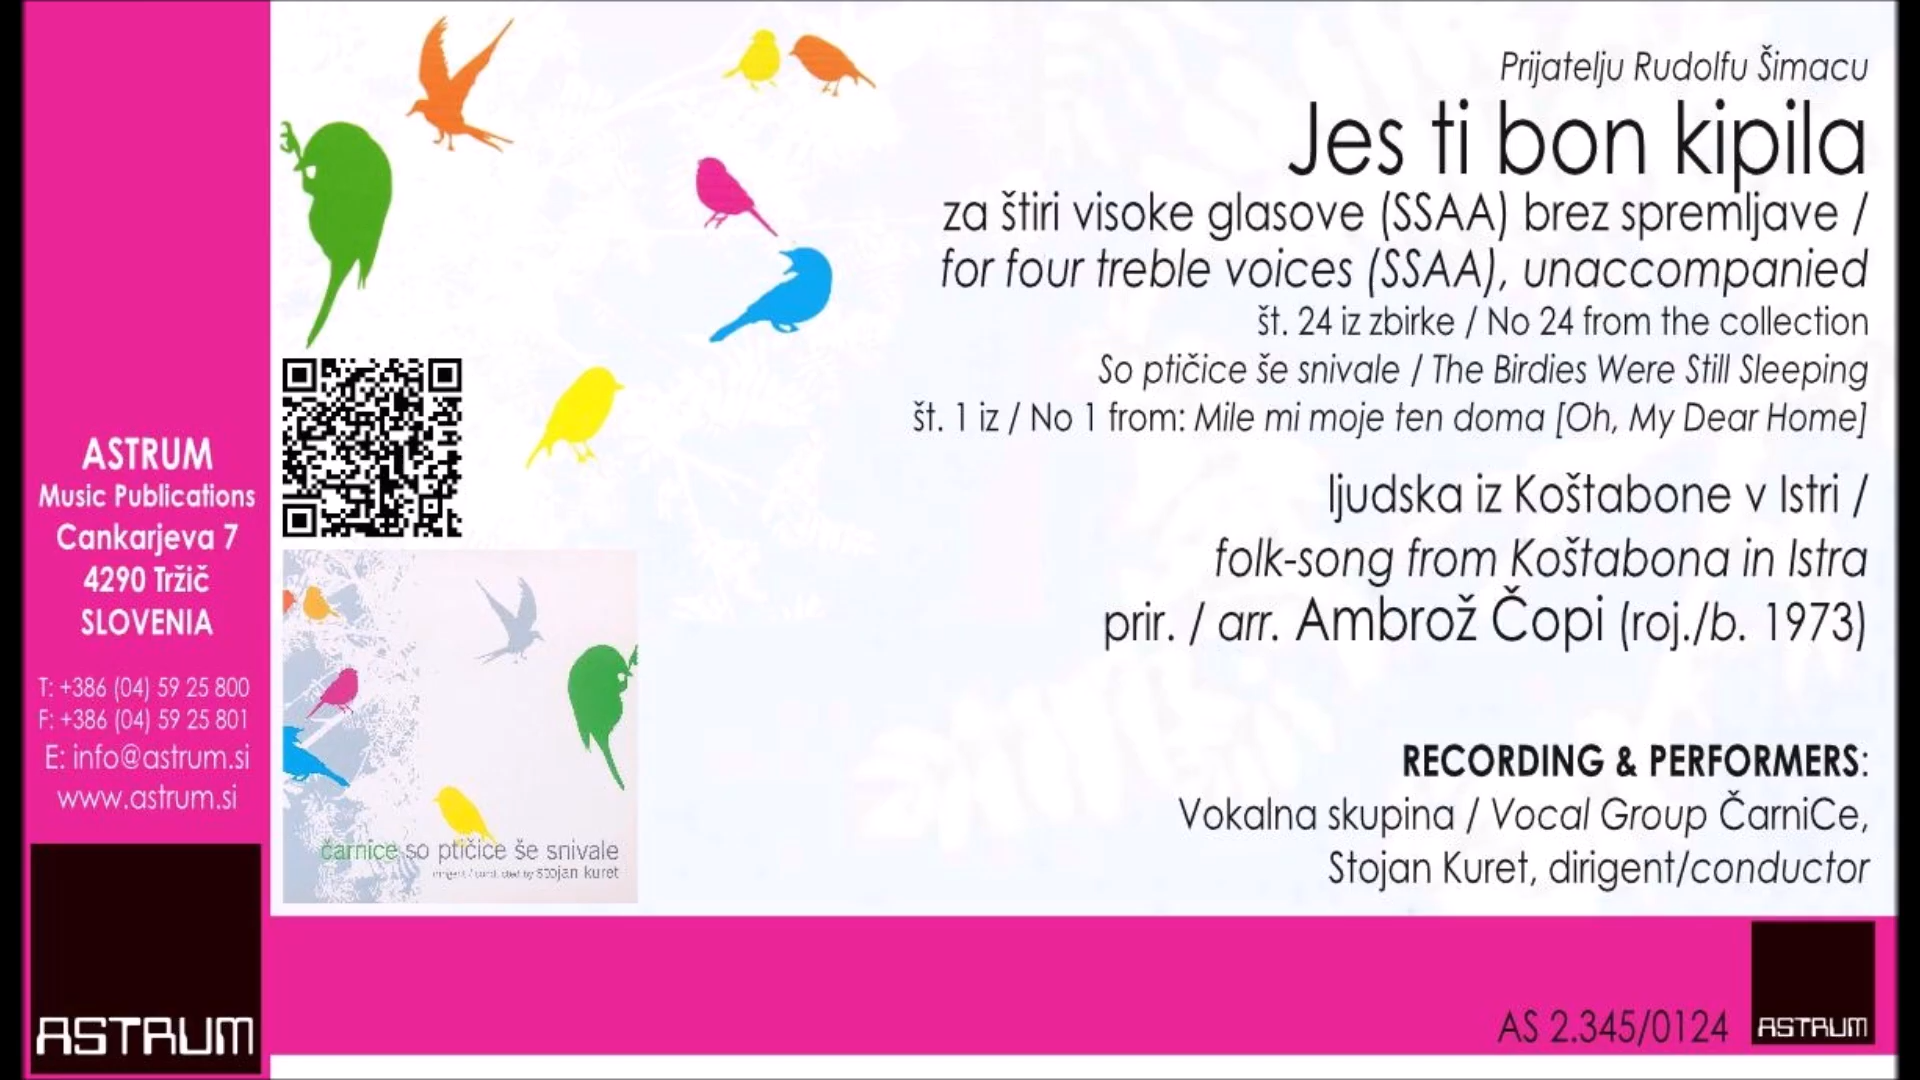 Prijatelju Rudolfu Šimacu
Jes ti bon kipila
za štiri visoke glasove (SSAA) brez spremljave /
for four treble voices (SSAA), unaccompanied
št. 24 iz zbirke / No 24 from the collection
So ptičice še snivale / The Birdies Were Still Sleeping
št. 1 iz / No 1 from: Mile mi moje ten doma [Oh, My Dear Home]
ljudska iz Koštabone v Istri /
folk-song from Koštabona in Istra
prir. / arr. Ambrož Čopi (roj./b. 1973)
RECORDING & PERFORMERS:
Vokalna skupina / Vocal Group ČarniCe,
Stojan Kuret, dirigent/conductor
ASTRUM
Music Publications
Cankarjeva 7
4290 Tržič
SLOVENIA
T: +386 (04) 59 25 800
F: +386 (04) 59 25 801
E: info@astrum.si
www.astrum.si
čarnice so ptičice še snivale
dirigent / conducted by stojan kuret
ASTRUM
AS 2.345/0124
ASTRUM